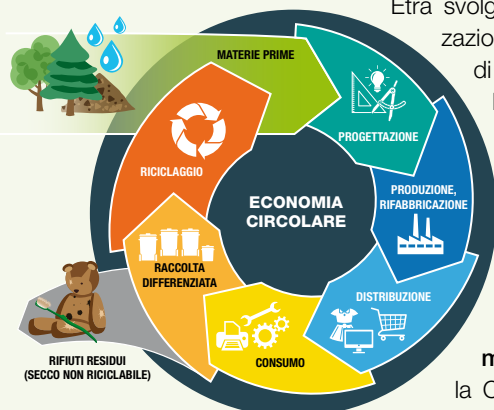 Etra svolg
zazio
di
MATERIE PRIME
PROGETTAZIONE
PRODUZIONE,
RIFABBRICAZIONE
DISTRIBUZIONE
CONSUMO
RACCOLTA
DIFFERENZIATA
RICICLAGGIO
ECONOMIA
CIRCOLARE
RIFIUTI RESIDUI
(SECCO NON RICICLABILE)
m
la C